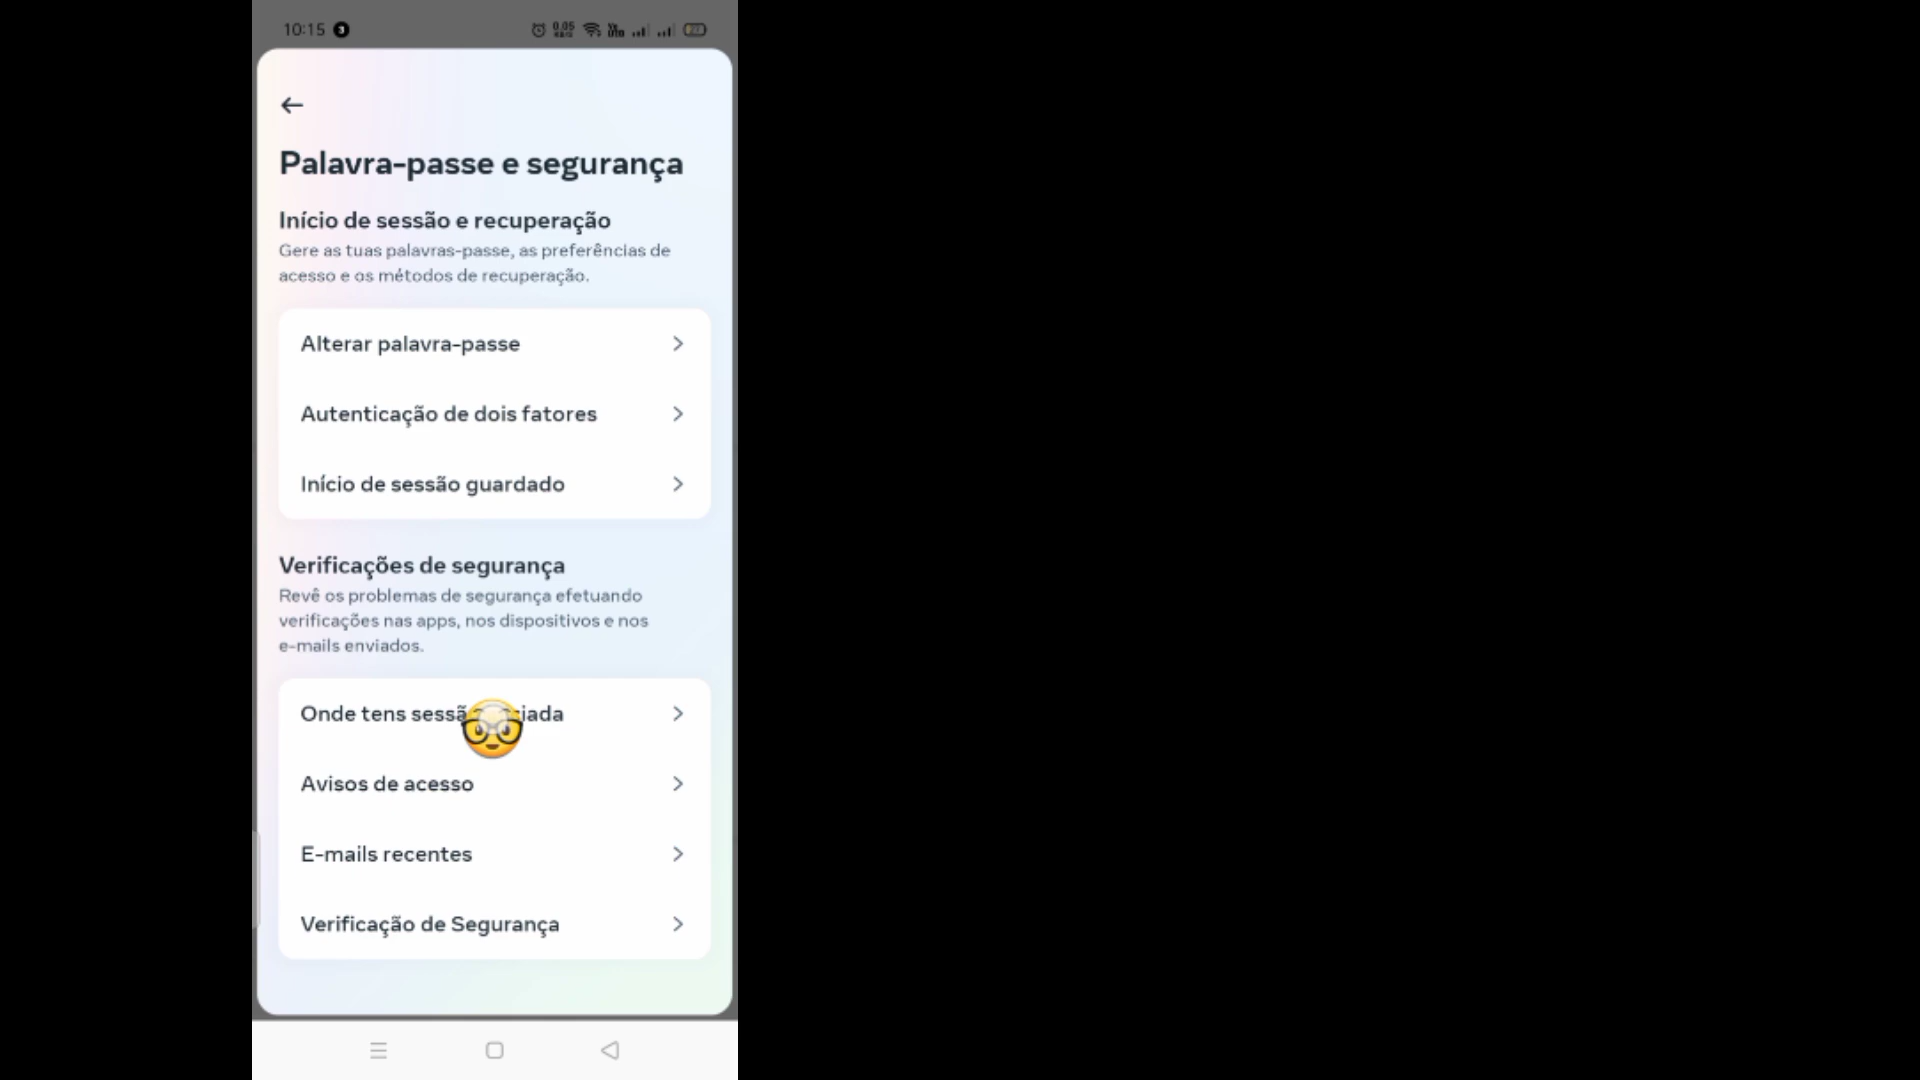 10:15
Palavra-passe e segurança
Início de sessão e recuperação
Gere as tuas palavras-passe, as preferências de
acesso e os métodos de recuperação.
Alterar palavra-passe
Autenticação de dois fatores
Início de sessão guardado
Verificações de segurança
Revê os problemas de segurança efetuando
verificações nas apps, nos dispositivos e nos
e-mails enviados.
Onde tens
Avisos de acesso
E-mails recentes
Verificação de Segurança